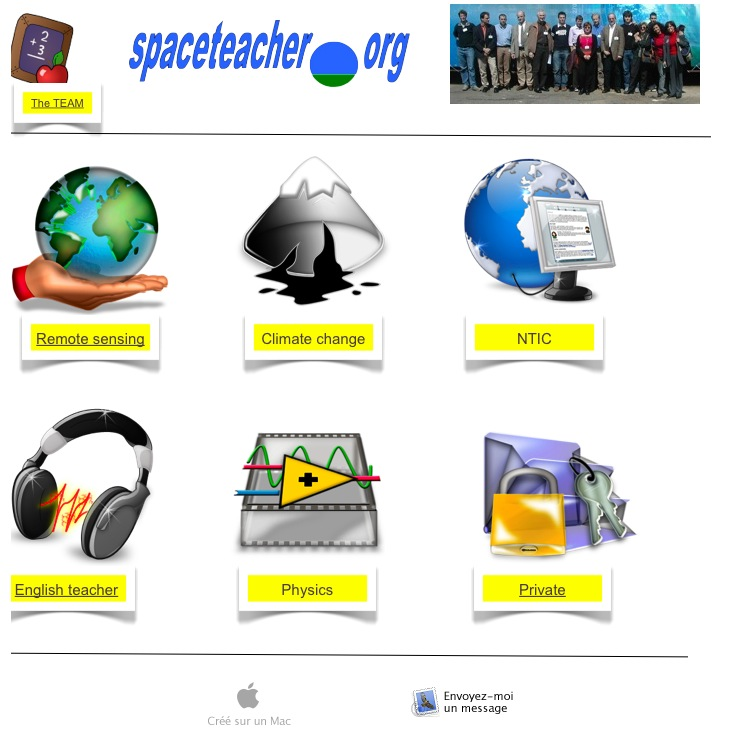 2
+ 3
spaceteacher org
The TEAM
Remote sensing
Climate change
NTIC
English teacher
Physics
Private
Créé sur un Mac
Envoyez-moi
un message